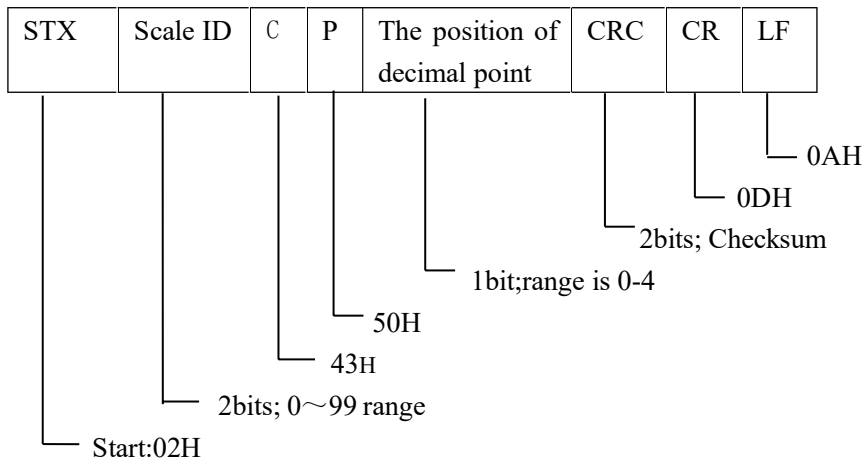 STX Scale ID C P The position of decimal point CRC CR LF
0AH
0DH
2bits; Checksum
1bit;range is 0-4
50H
43H
2bits; 0～99 range
Start:02H